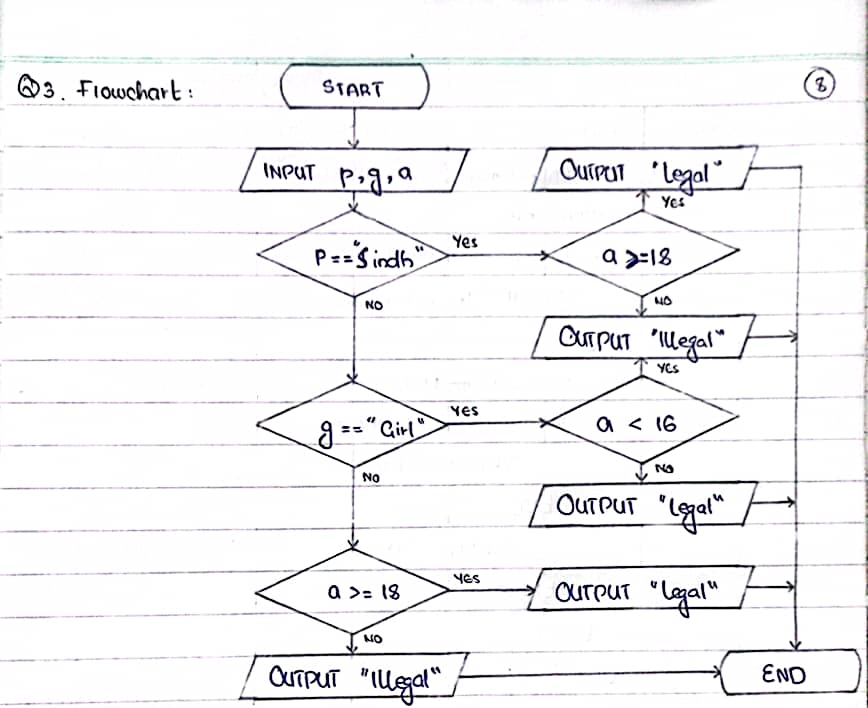 Q3. Flowchart:
START
8
INPUT p,g,a
OUTPUT "Legal"
Yes
P=="Sindh"
Yes
a >=18
NO
NO
OUTPUT "Illegal"
YES
g=="Girl"
YES
a < 16
NO
NO
OUTPUT "legal"
a >= 18
YES
OUTPUT "legal"
NO
OUTPUT "Illegal"
END